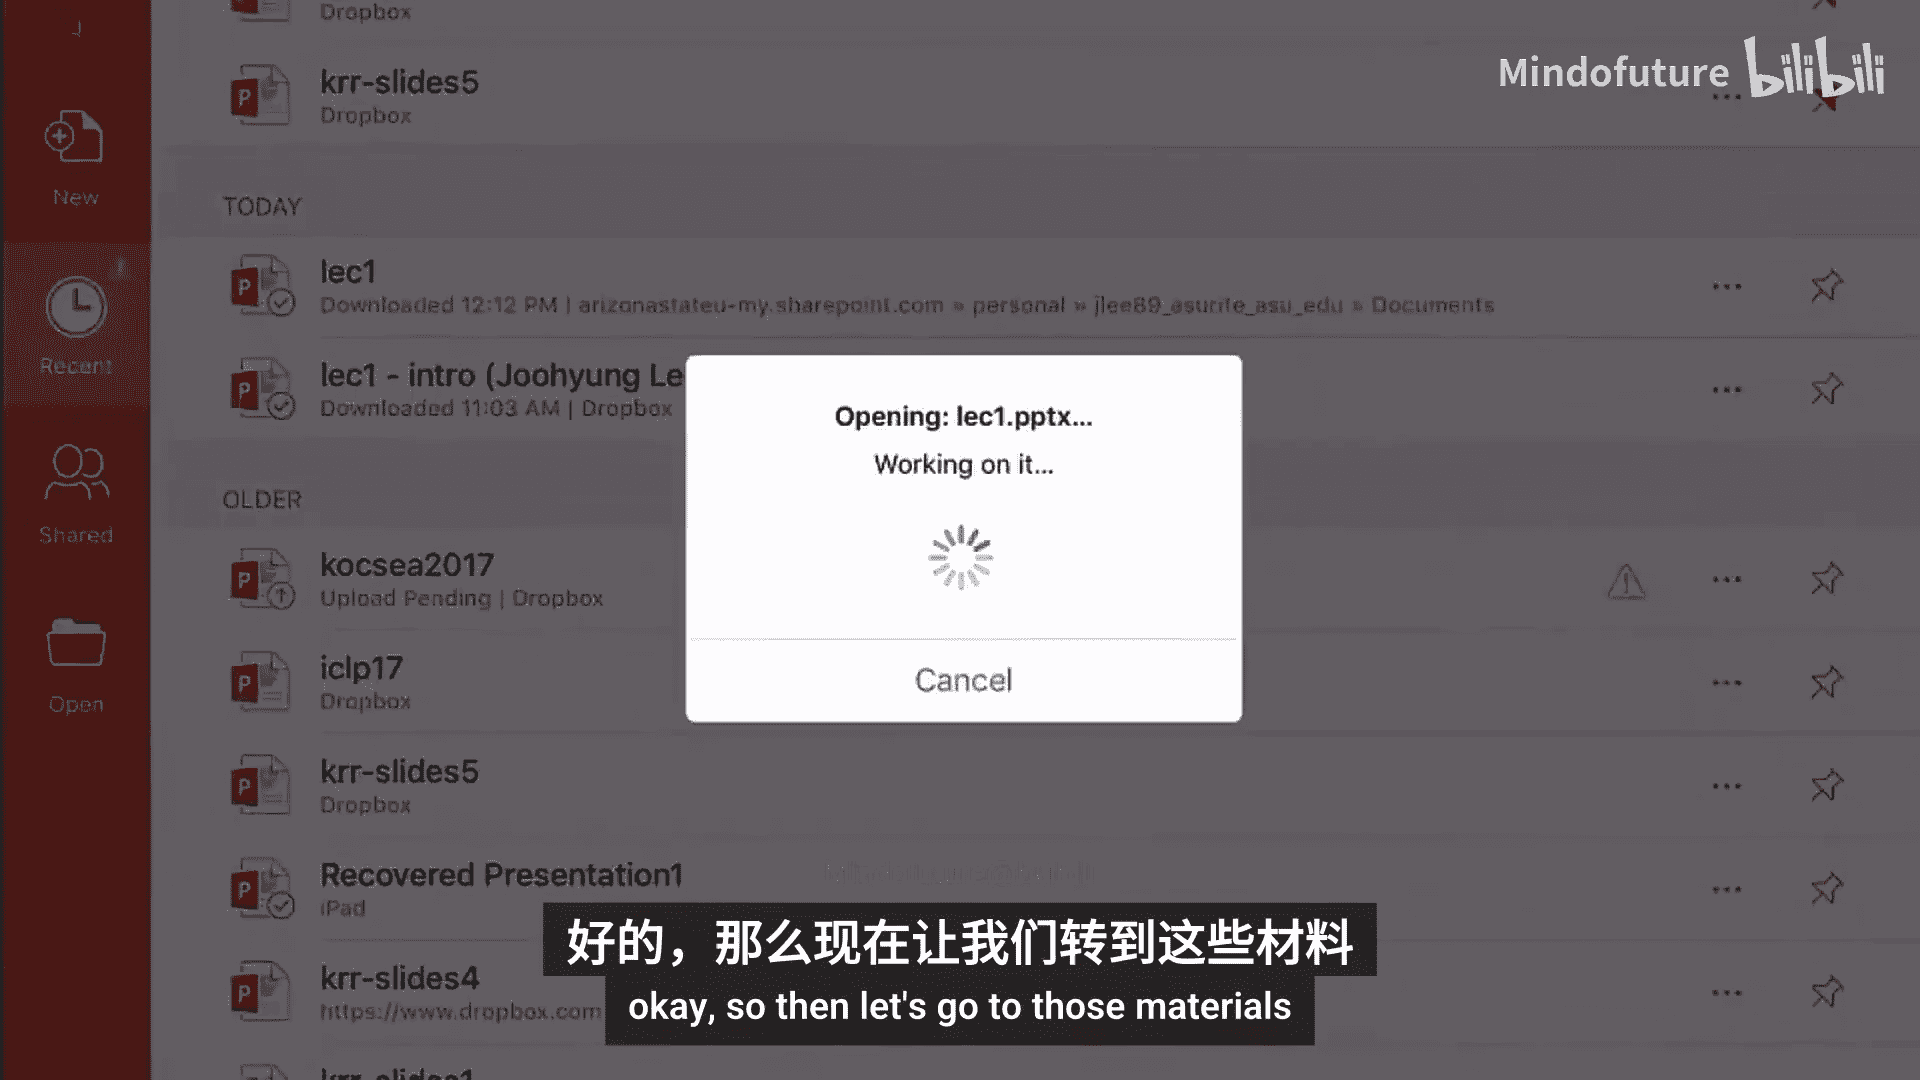 Dropbox
Mindofuture bilibili
krr-slides5
Dropbox
New
TODAY
lec1
Downloaded 12:12 PM | arizonastateu-my.sharepoint.com » personal » jlee89_asurite_asu_edu » Documents
Recent
lec1 - intro (Joohyung Le
Downloaded 11:03 AM | Dropbox
Opening: lec1.pptx...
Working on it...
Cancel
OLDER
Shared
kocsea2017
Upload Pending | Dropbox
iclp17
Dropbox
Open
krr-slides5
Dropbox
Recovered Presentation1
iPad
krr-slides4
https://www.dropbox.com
krr-slides1
好的，那么现在让我们转到这些材料
okay, so then let's go to those materials